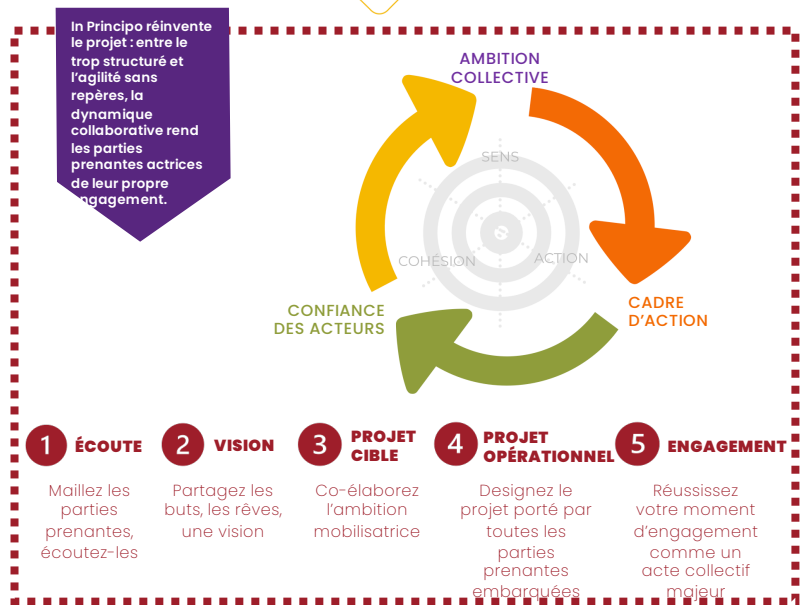 In Principo réinvente
le projet : entre le
trop structuré et
l'agilité sans
repères, la
dynamique
collaborative rend
les parties
prenantes actrices
de leur propre
engagement.
AMBITION
COLLECTIVE
SENS
COHÉSION
ACTION
CONFIANCE
DES ACTEURS
CADRE
D'ACTION
1 ÉCOUTE
Maillez les
parties
prenantes,
écoutez-les
2 VISION
Partagez les
buts, les rêves,
une vision
3 PROJET
CIBLE
Co-élaborez
l'ambition
mobilisatrice
4 PROJET
OPÉRATIONNEL
Designez le
projet porté par
toutes les
parties
prenantes
embarquées
5 ENGAGEMENT
Réussissez
votre moment
d'engagement
comme un
acte collectif
majeur